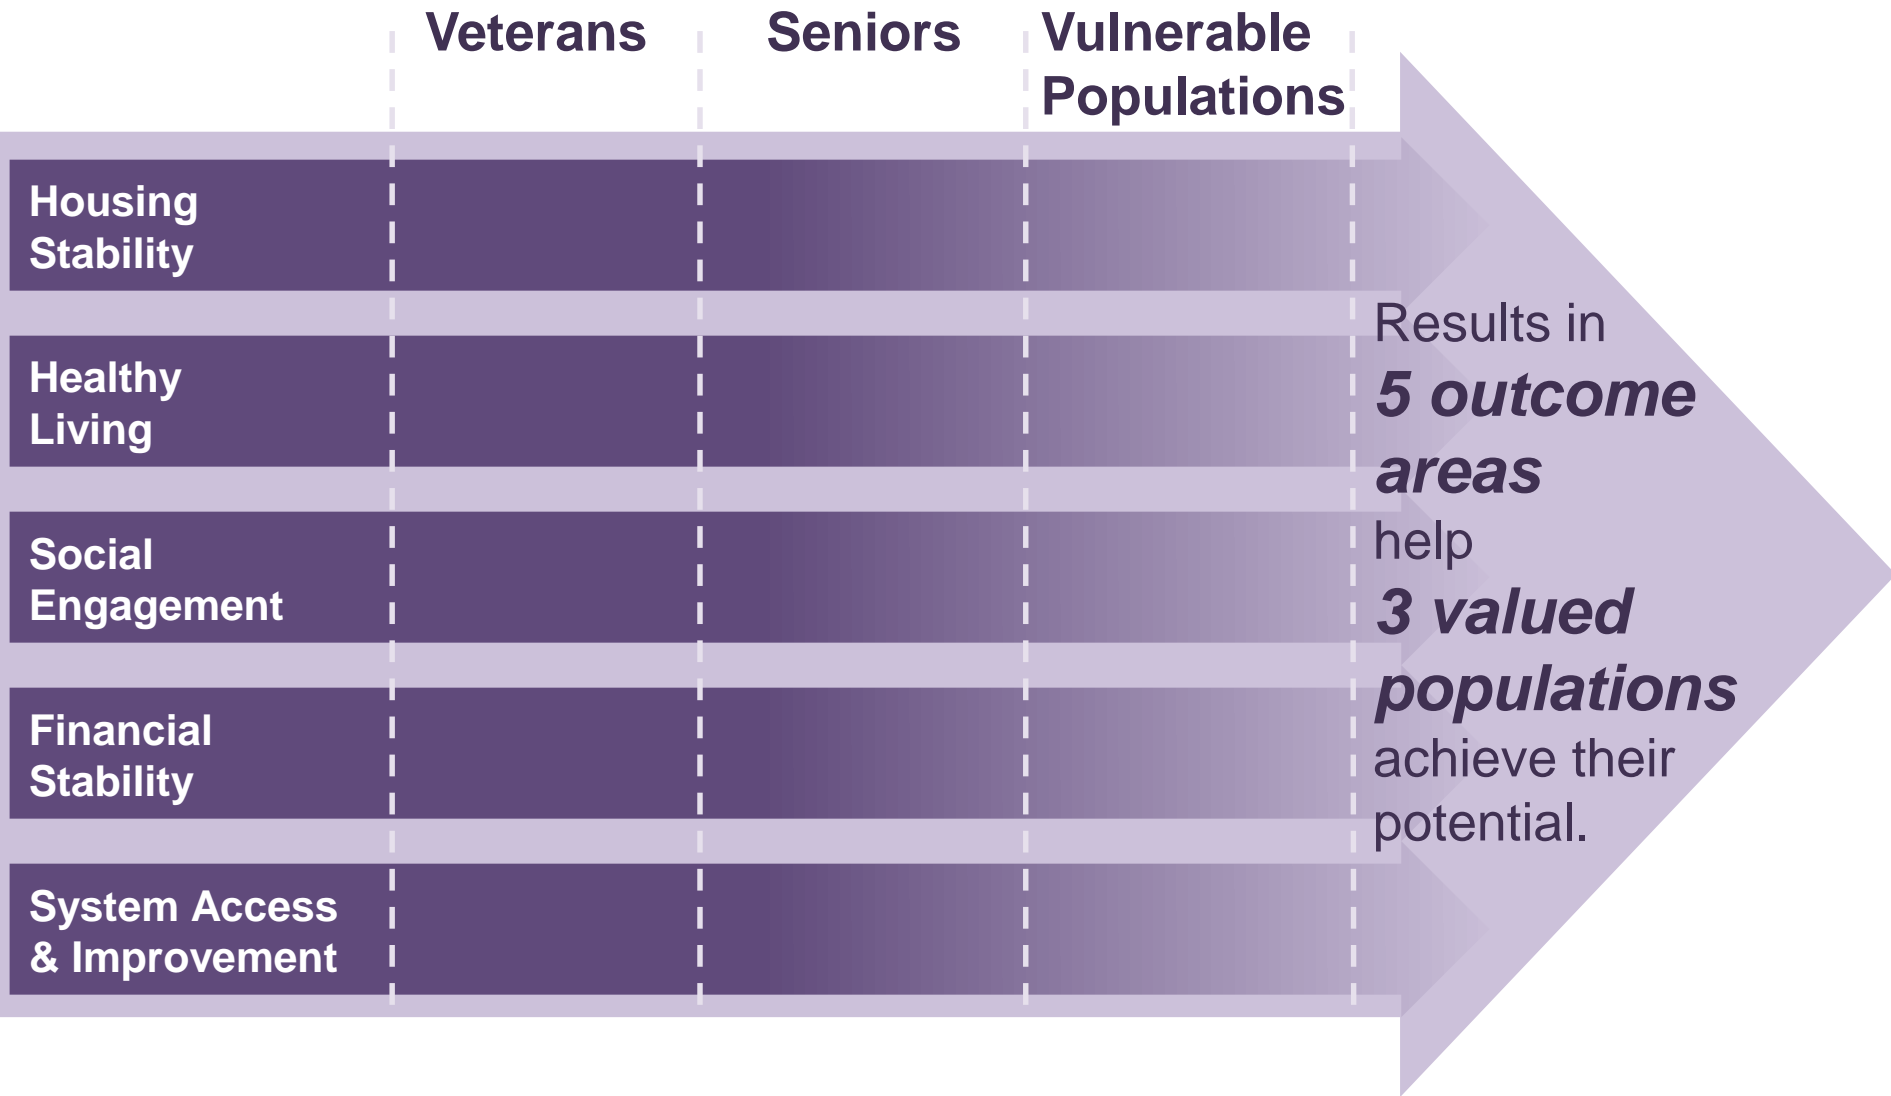 Veterans
Seniors
Vulnerable
Populations
Housing
Stability
Healthy
Living
Social
Engagement
Financial
Stability
System Access
& Improvement
Results in
5 outcome
areas
help
3 valued
populations
achieve their
potential.